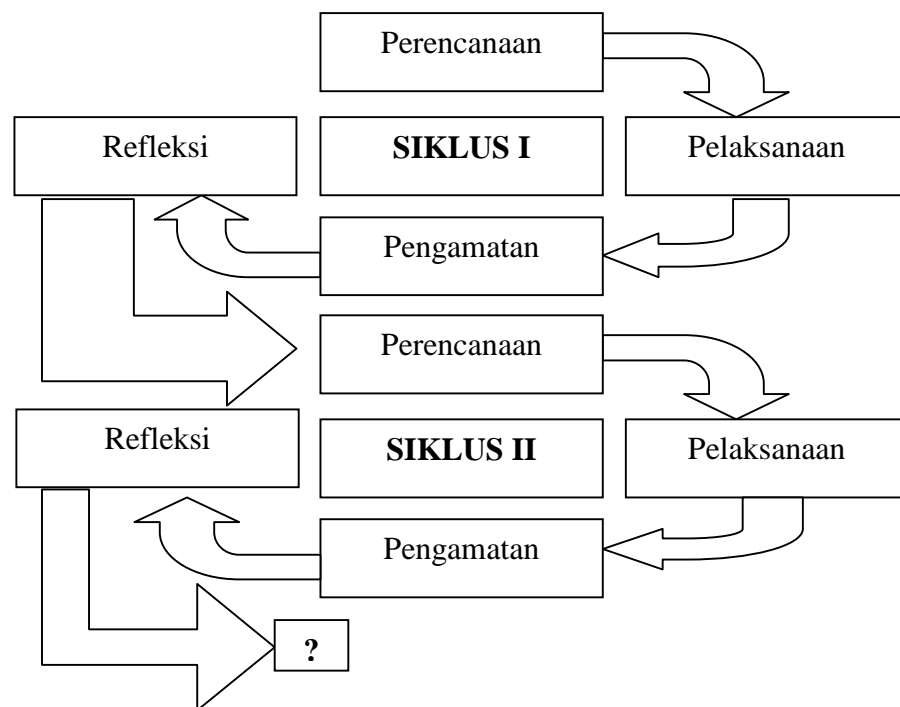 Perencanaan
Refleksi
SIKLUS I
Pelaksanaan
Pengamatan
Perencanaan
Refleksi
SIKLUS II
Pelaksanaan
Pengamatan
?